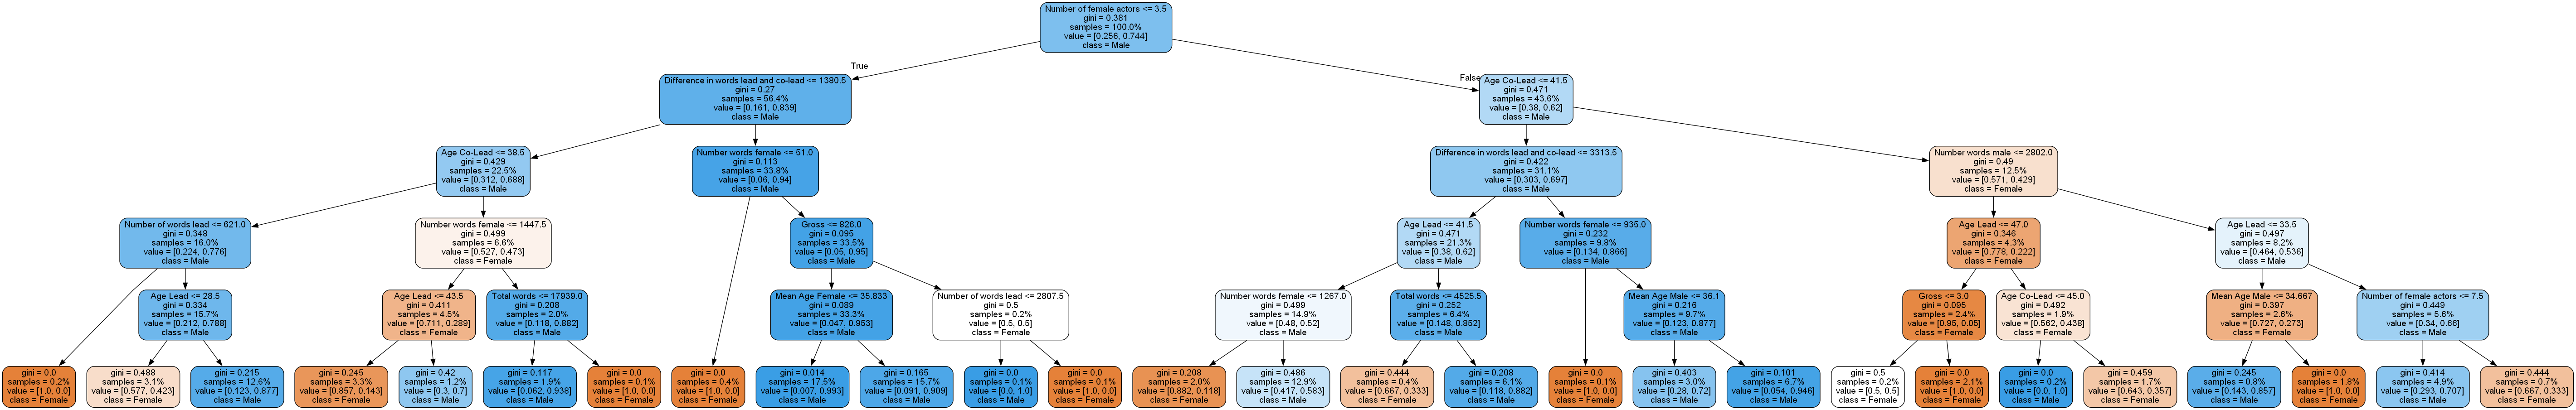 Number of female actors <= 3.5
gini = 0.381
samples = 100.0%
value = [0.256, 0.744]
class = Male
True
False
Difference in words lead and co-lead <= 1380.5
gini = 0.27
samples = 56.4%
value = [0.161, 0.839]
class = Male
Age Co-Lead <= 41.5
gini = 0.471
samples = 43.6%
value = [0.38, 0.62]
class = Male
Age Co-Lead <= 38.5
gini = 0.429
samples = 22.5%
value = [0.312, 0.688]
class = Male
Number words female <= 51.0
gini = 0.113
samples = 33.8%
value = [0.06, 0.94]
class = Male
Difference in words lead and co-lead <= 3313.5
gini = 0.422
samples = 31.1%
value = [0.303, 0.697]
class = Male
Number words male <= 2802.0
gini = 0.49
samples = 12.5%
value = [0.571, 0.429]
class = Female
Number of words lead <= 621.0
gini = 0.348
samples = 16.0%
value = [0.224, 0.776]
class = Male
Number words female <= 1447.5
gini = 0.499
samples = 6.6%
value = [0.527, 0.473]
class = Female
Gross <= 826.0
gini = 0.095
samples = 33.5%
value = [0.05, 0.95]
class = Male
Age Lead <= 41.5
gini = 0.471
samples = 21.3%
value = [0.38, 0.62]
class = Male
Number words female <= 935.0
gini = 0.232
samples = 9.8%
value = [0.134, 0.866]
class = Male
Age Lead <= 47.0
gini = 0.346
samples = 4.3%
value = [0.778, 0.222]
class = Female
Age Lead <= 33.5
gini = 0.497
samples = 8.2%
value = [0.464, 0.536]
class = Male
Age Lead <= 28.5
gini = 0.334
samples = 15.7%
value = [0.212, 0.788]
class = Male
Age Lead <= 43.5
gini = 0.411
samples = 4.5%
value = [0.711, 0.289]
class = Female
Total words <= 17939.0
gini = 0.208
samples = 2.0%
value = [0.118, 0.882]
class = Male
Mean Age Female <= 35.833
gini = 0.089
samples = 33.3%
value = [0.047, 0.953]
class = Male
Number of words lead <= 2807.5
gini = 0.5
samples = 0.2%
value = [0.5, 0.5]
class = Female
Number words female <= 1267.0
gini = 0.499
samples = 14.9%
value = [0.48, 0.52]
class = Male
Total words <= 4525.5
gini = 0.252
samples = 6.4%
value = [0.148, 0.852]
class = Male
Mean Age Male <= 36.1
gini = 0.216
samples = 9.7%
value = [0.123, 0.877]
class = Male
Gross <= 3.0
gini = 0.095
samples = 2.4%
value = [0.95, 0.05]
class = Female
Age Co-Lead <= 45.0
gini = 0.492
samples = 1.9%
value = [0.562, 0.438]
class = Female
Mean Age Male <= 34.667
gini = 0.397
samples = 2.6%
value = [0.727, 0.273]
class = Female
Number of female actors <= 7.5
gini = 0.449
samples = 5.6%
value = [0.34, 0.66]
class = Male
gini = 0.0
samples = 0.2%
value = [1.0, 0.0]
class = Female
gini = 0.488
samples = 3.1%
value = [0.577, 0.423]
class = Female
gini = 0.215
samples = 12.6%
value = [0.123, 0.877]
class = Male
gini = 0.245
samples = 3.3%
value = [0.857, 0.143]
class = Female
gini = 0.42
samples = 1.2%
value = [0.3, 0.7]
class = Male
gini = 0.117
samples = 1.9%
value = [0.062, 0.938]
class = Male
gini = 0.0
samples = 0.1%
value = [1.0, 0.0]
class = Female
gini = 0.0
samples = 0.4%
value = [1.0, 0.0]
class = Female
gini = 0.014
samples = 17.5%
value = [0.007, 0.993]
class = Male
gini = 0.165
samples = 15.7%
value = [0.091, 0.909]
class = Male
gini = 0.0
samples = 0.1%
value = [0.0, 1.0]
class = Male
gini = 0.0
samples = 0.1%
value = [1.0, 0.0]
class = Female
gini = 0.208
samples = 2.0%
value = [0.882, 0.118]
class = Female
gini = 0.486
samples = 12.9%
value = [0.417, 0.583]
class = Male
gini = 0.444
samples = 0.4%
value = [0.667, 0.333]
class = Female
gini = 0.208
samples = 6.1%
value = [0.118, 0.882]
class = Male
gini = 0.0
samples = 0.1%
value = [1.0, 0.0]
class = Female
gini = 0.403
samples = 3.0%
value = [0.28, 0.72]
class = Male
gini = 0.101
samples = 6.7%
value = [0.054, 0.946]
class = Male
gini = 0.5
samples = 0.2%
value = [0.5, 0.5]
class = Female
gini = 0.0
samples = 2.1%
value = [1.0, 0.0]
class = Female
gini = 0.0
samples = 0.2%
value = [0.0, 1.0]
class = Male
gini = 0.459
samples = 1.7%
value = [0.643, 0.357]
class = Female
gini = 0.245
samples = 0.8%
value = [0.143, 0.857]
class = Male
gini = 0.0
samples = 1.8%
value = [1.0, 0.0]
class = Female
gini = 0.414
samples = 4.9%
value = [0.293, 0.707]
class = Male
gini = 0.444
samples = 0.7%
value = [0.667, 0.333]
class = Female